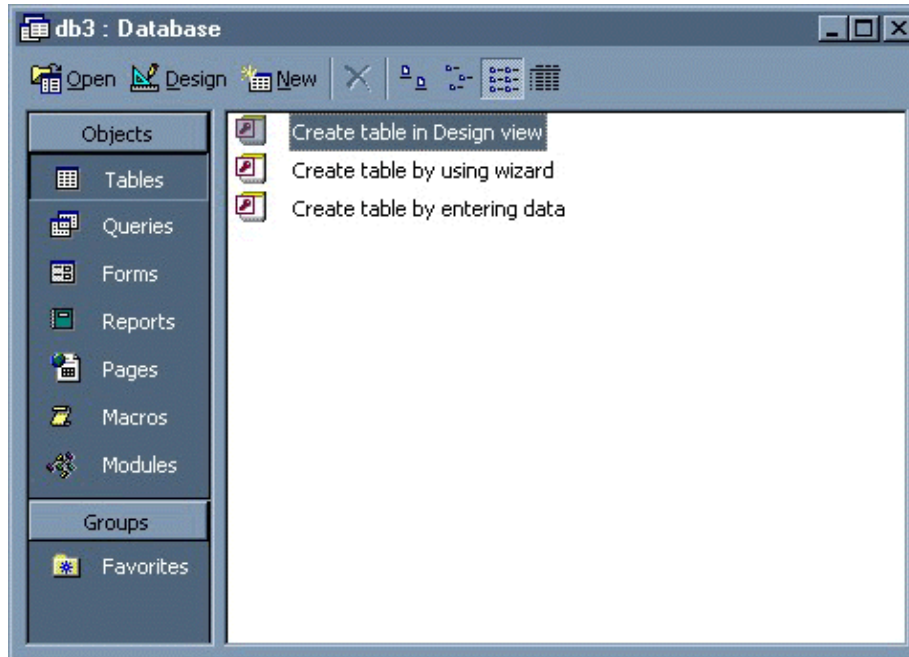 db3 : Database
Open Design New
Objects
Tables
Queries
Forms
Reports
Pages
Macros
Modules
Groups
Favorites
Create table in Design view
Create table by using wizard
Create table by entering data